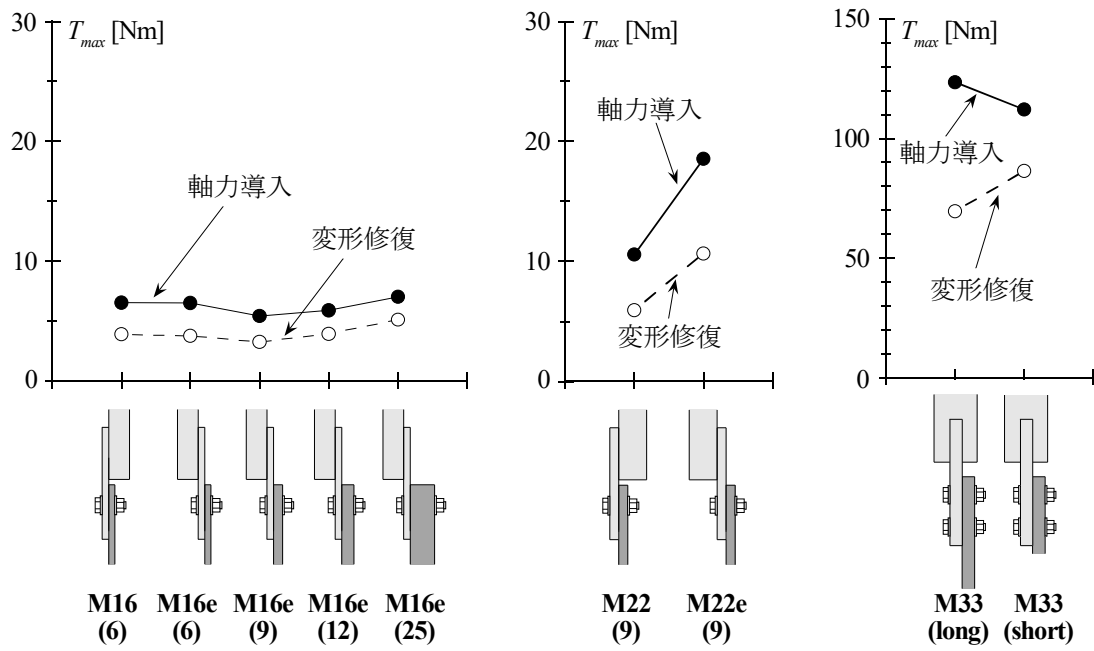 30
T_max [Nm]
20
10
0
軸力導入
変形修復
M16 (6)
M16e (6)
M16e (9)
M16e (12)
M16e (25)
30
T_max [Nm]
20
10
0
軸力導入
変形修復
M22 (9)
M22e (9)
150
T_max [Nm]
100
50
0
軸力導入
変形修復
M33 (long)
M33 (short)